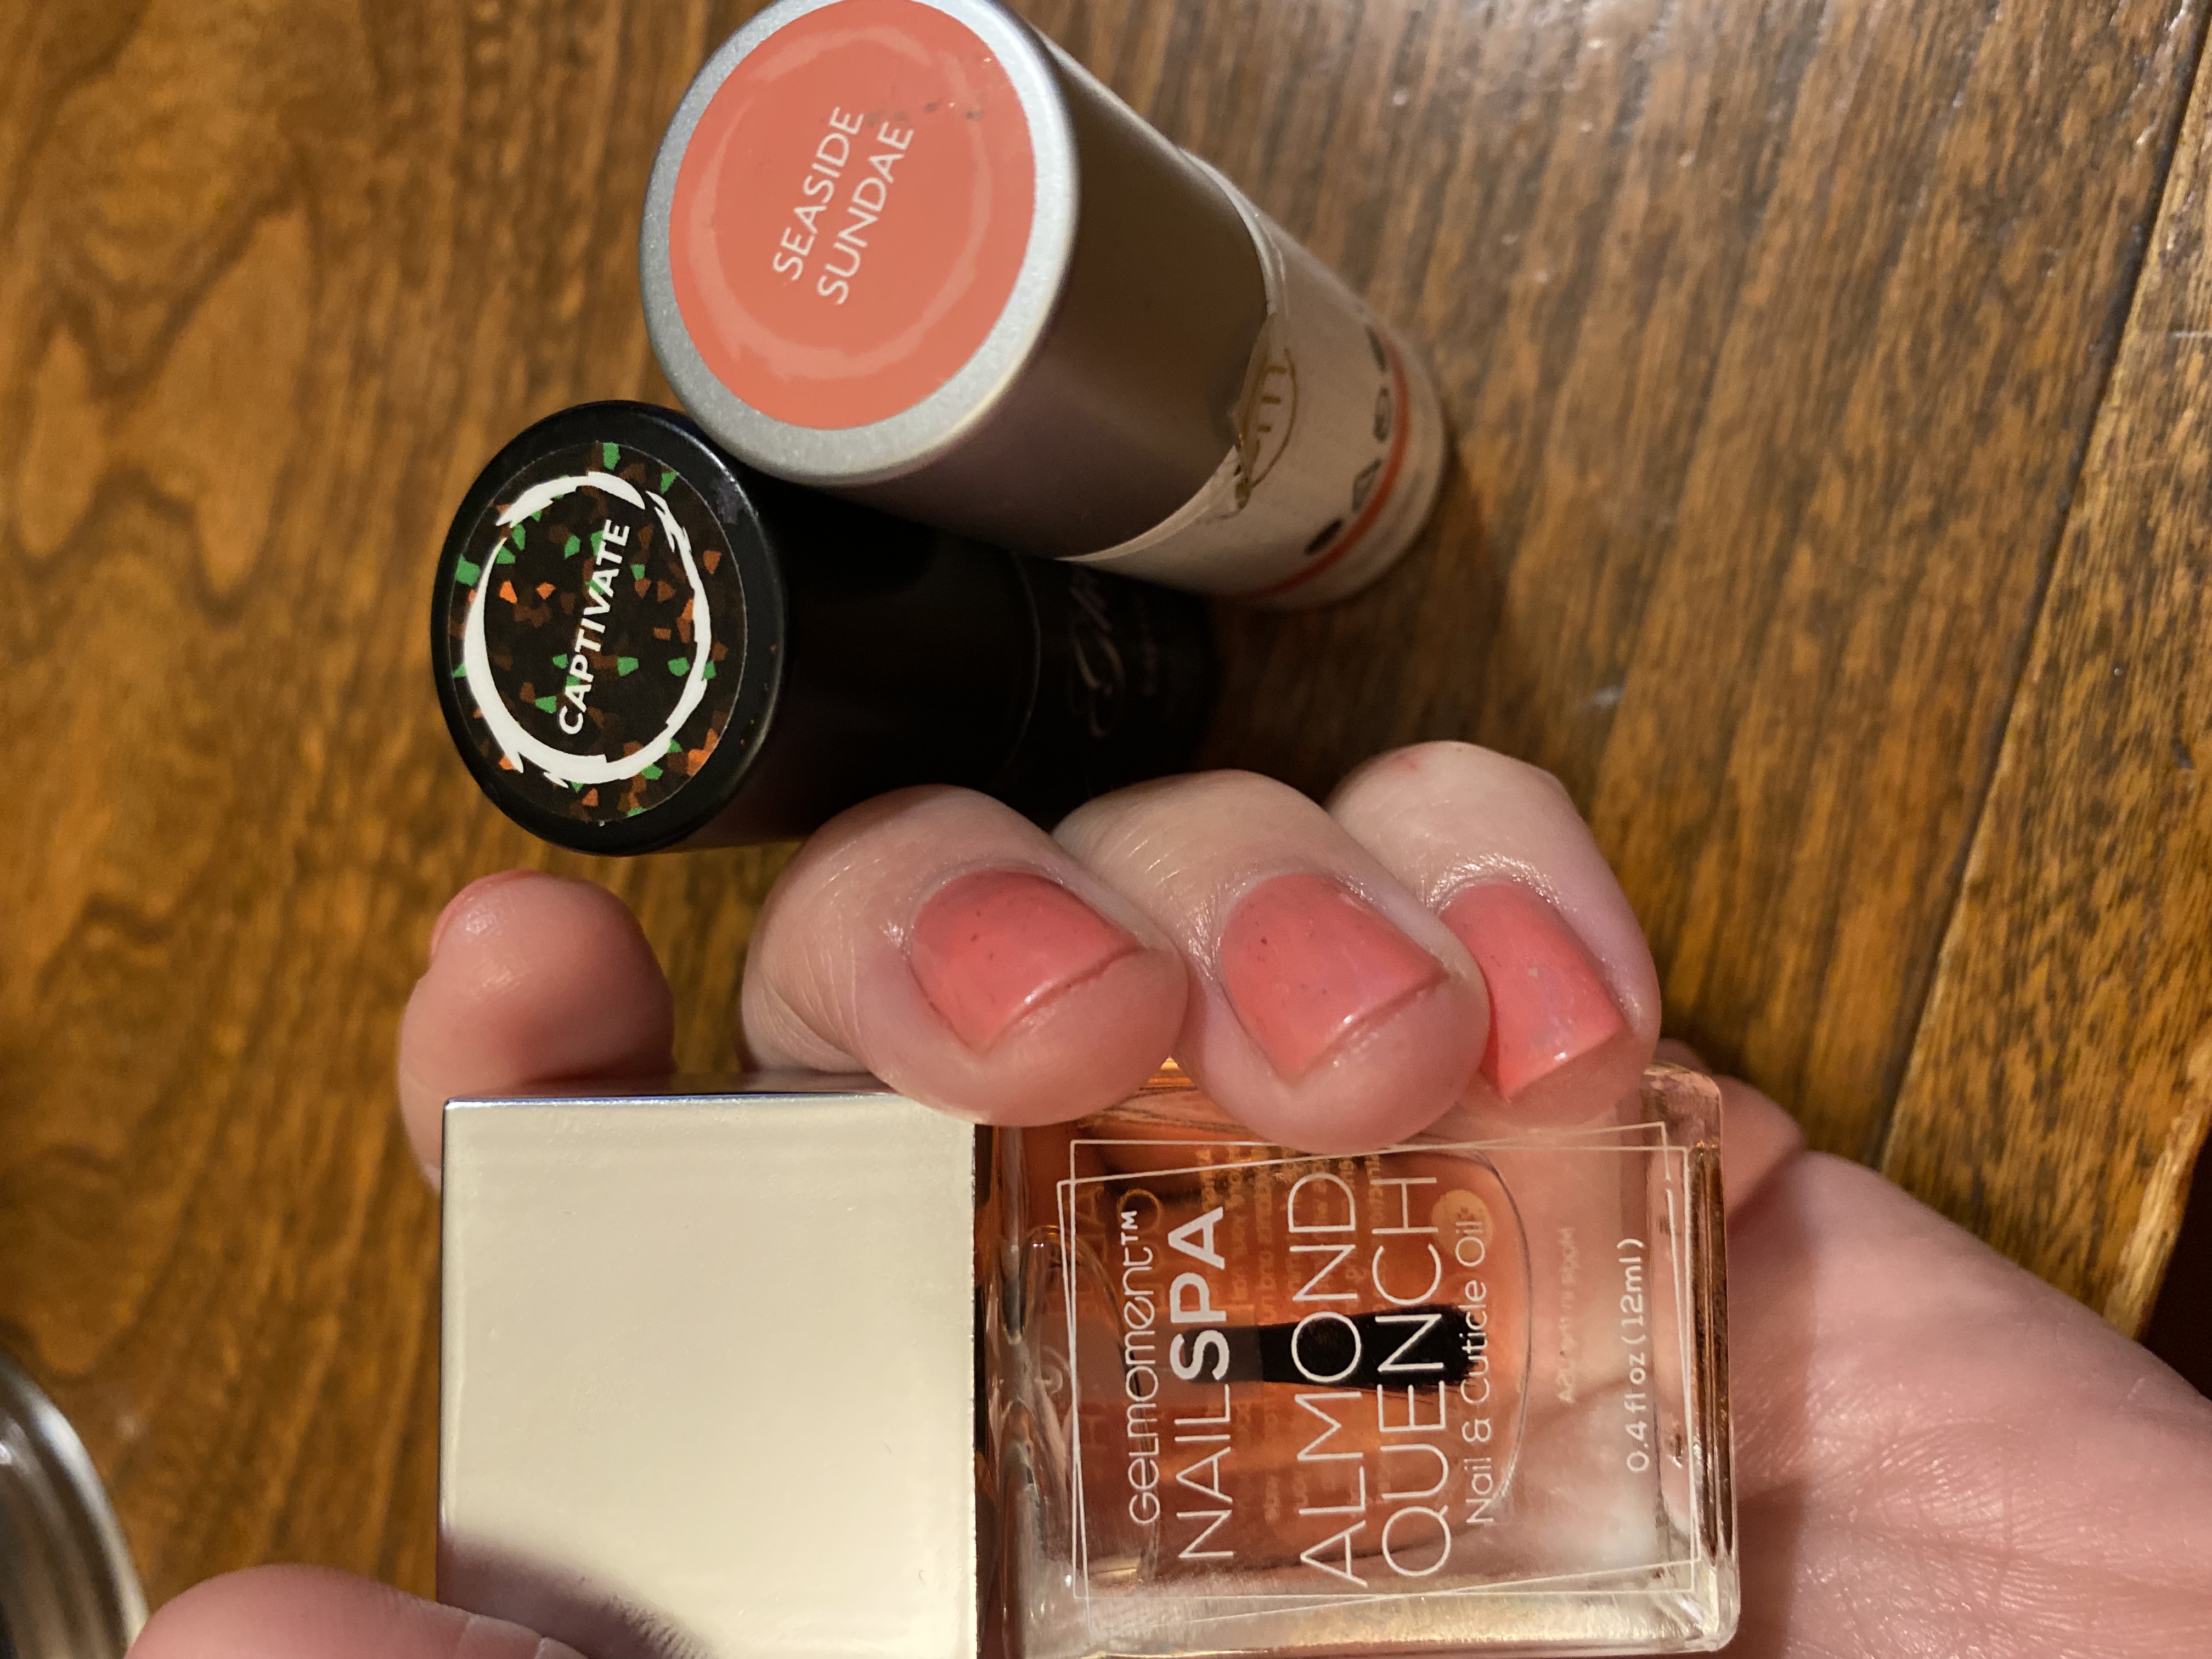 SEASIDE
SUNDAE
CAPTIVATE
GELMOMENT™
NAILSPA
ALMOND
QUENCH
Nail & Cuticle Oil
0.4 fl oz (12ml)